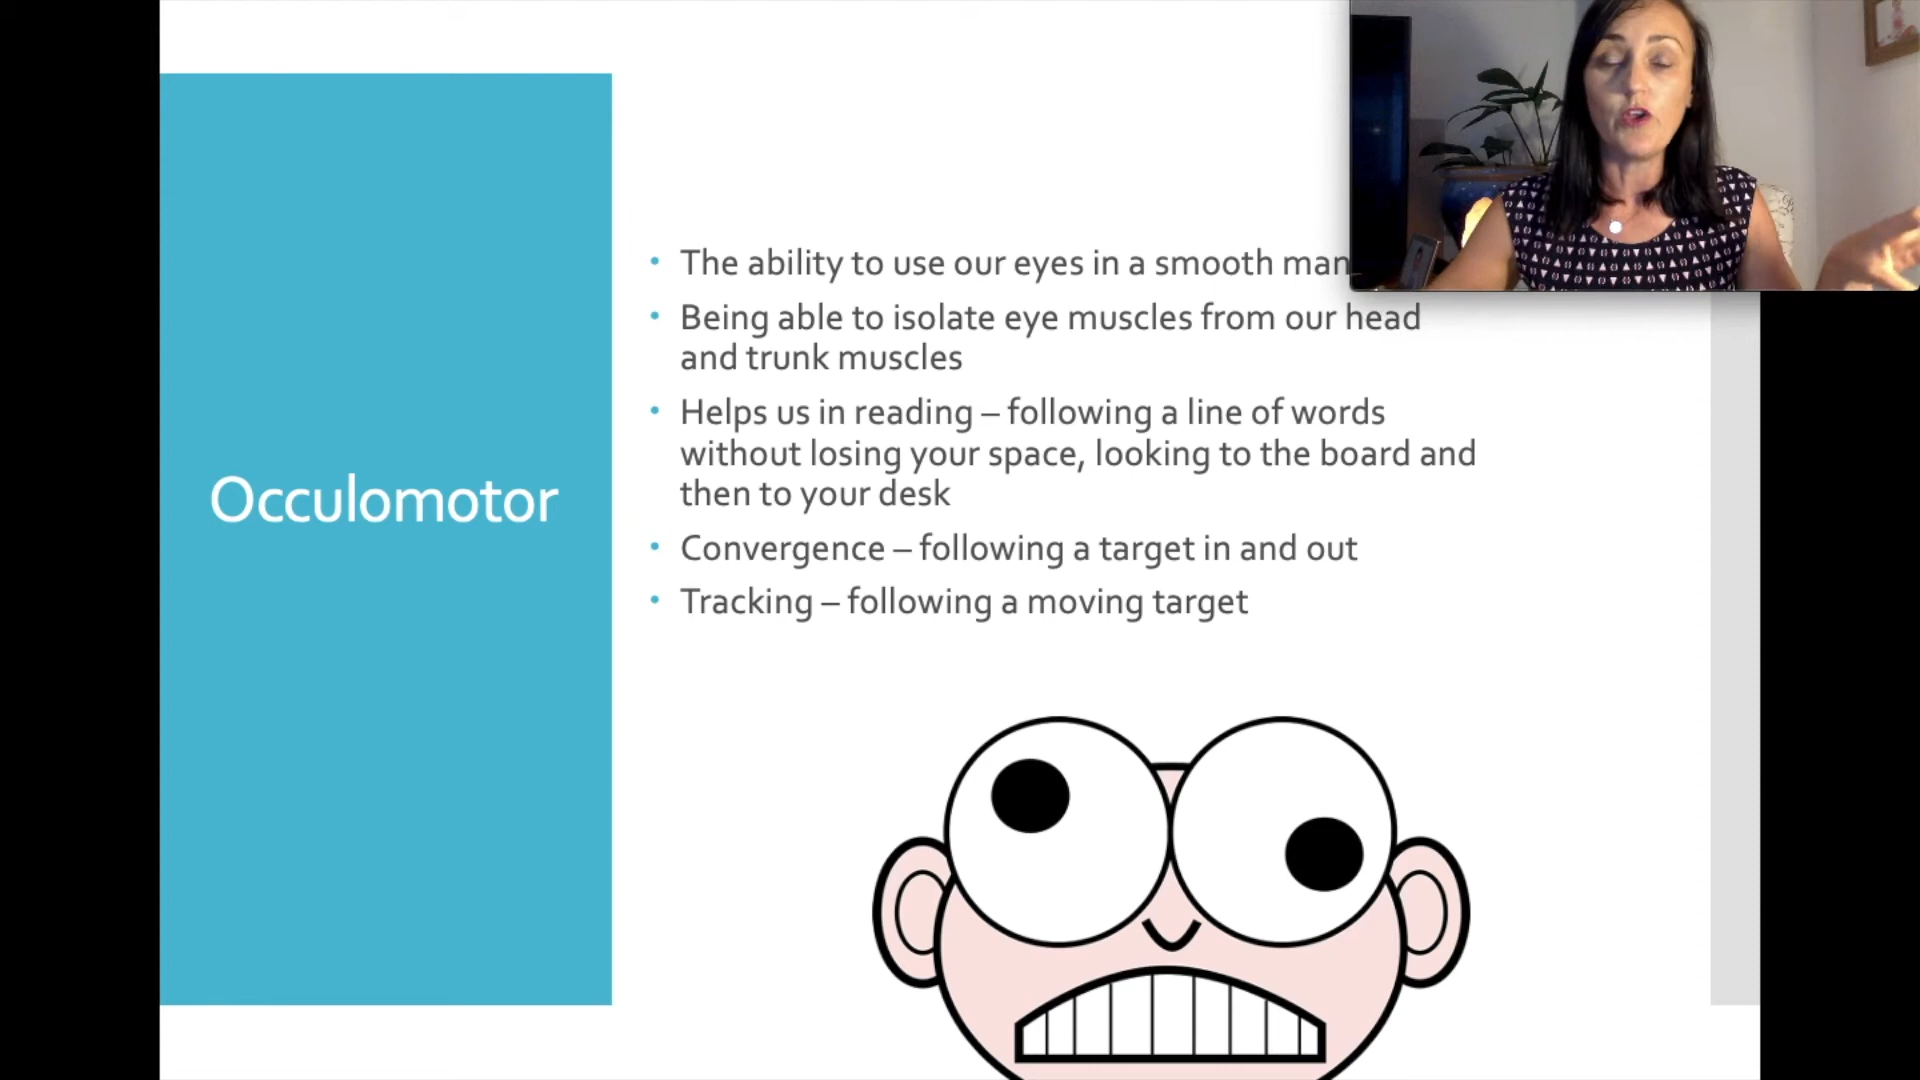 Occulomotor
• The ability to use our eyes in a smooth man
• Being able to isolate eye muscles from our head
and trunk muscles
• Helps us in reading – following a line of words
without losing your space, looking to the board and
then to your desk
• Convergence – following a target in and out
• Tracking – following a moving target